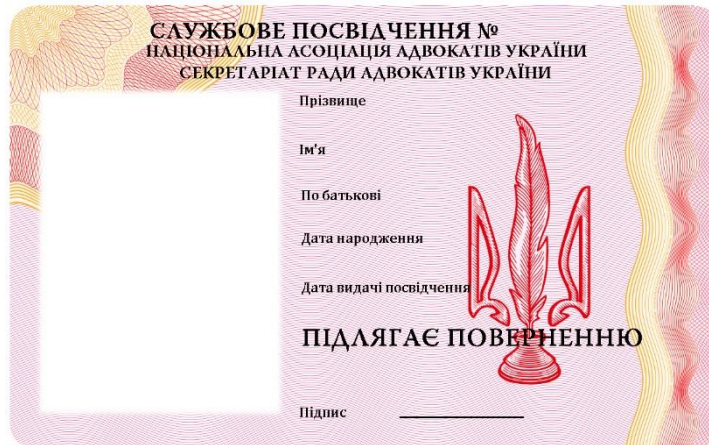 СЛУЖБОВЕ ПОСВІДЧЕННЯ №
НАЦІОНАЛЬНА АСОЦІАЦІЯ АДВОКАТІВ УКРАЇНИ
СЕКРЕТАРІАТ РАДИ АДВОКАТІВ УКРАЇНИ
Прізвище
Ім'я
По батькові
Дата народження
Дата видачі посвідчення
ПІДЛЯГАЄ ПОВЕРНЕННЮ
Підпис